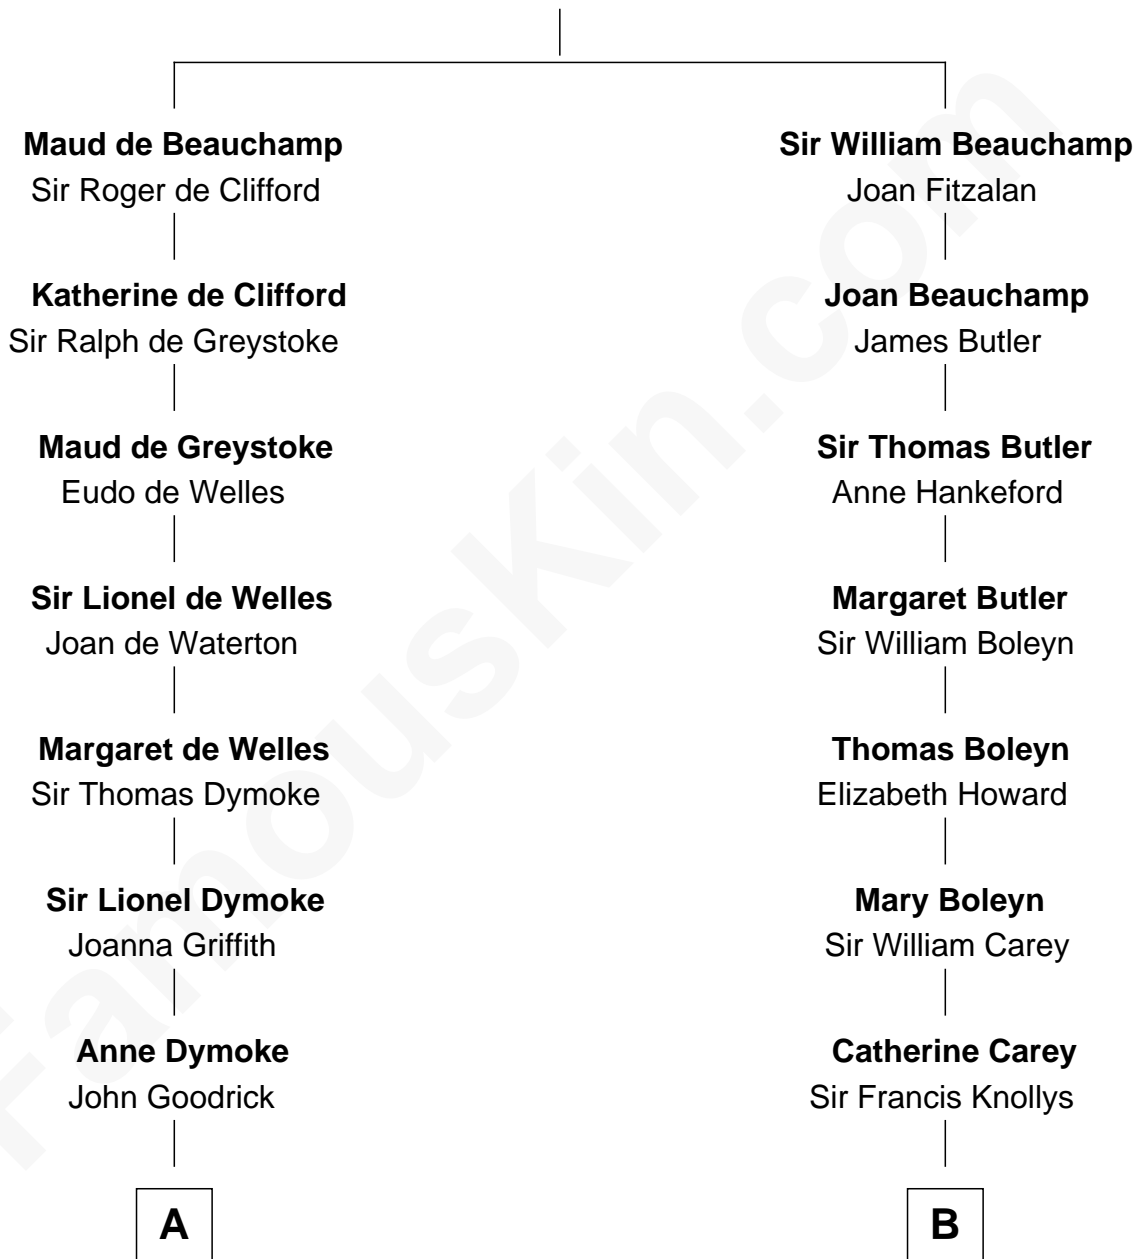 Maud de Beauchamp
Sir Roger de Clifford
Katherine de Clifford
Sir Ralph de Greystoke
Maud de Greystoke
Eudo de Welles
Sir Lionel de Welles
Joan de Waterton
Margaret de Welles
Sir Thomas Dymoke
Sir Lionel Dymoke
Joanna Griffith
Anne Dymoke
John Goodrick
A
Sir William Beauchamp
Joan Fitzalan
Joan Beauchamp
James Butler
Sir Thomas Butler
Anne Hankeford
Margaret Butler
Sir William Boleyn
Thomas Boleyn
Elizabeth Howard
Mary Boleyn
Sir William Carey
Catherine Carey
Sir Francis Knollys
B
FamousKin.com